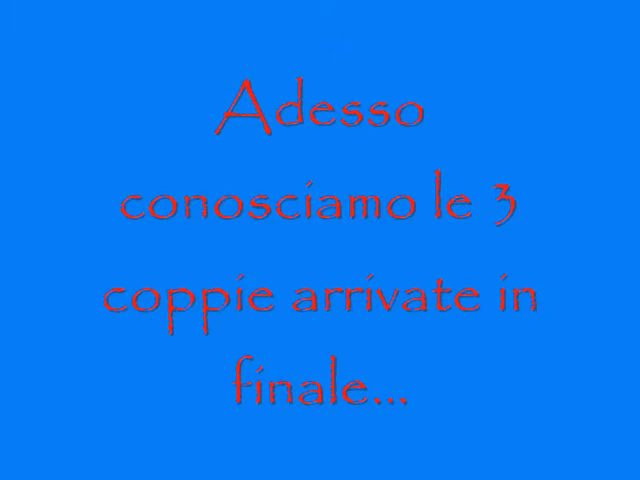 Adesso
conosciamo le 3
coppie arrivate in
finale...